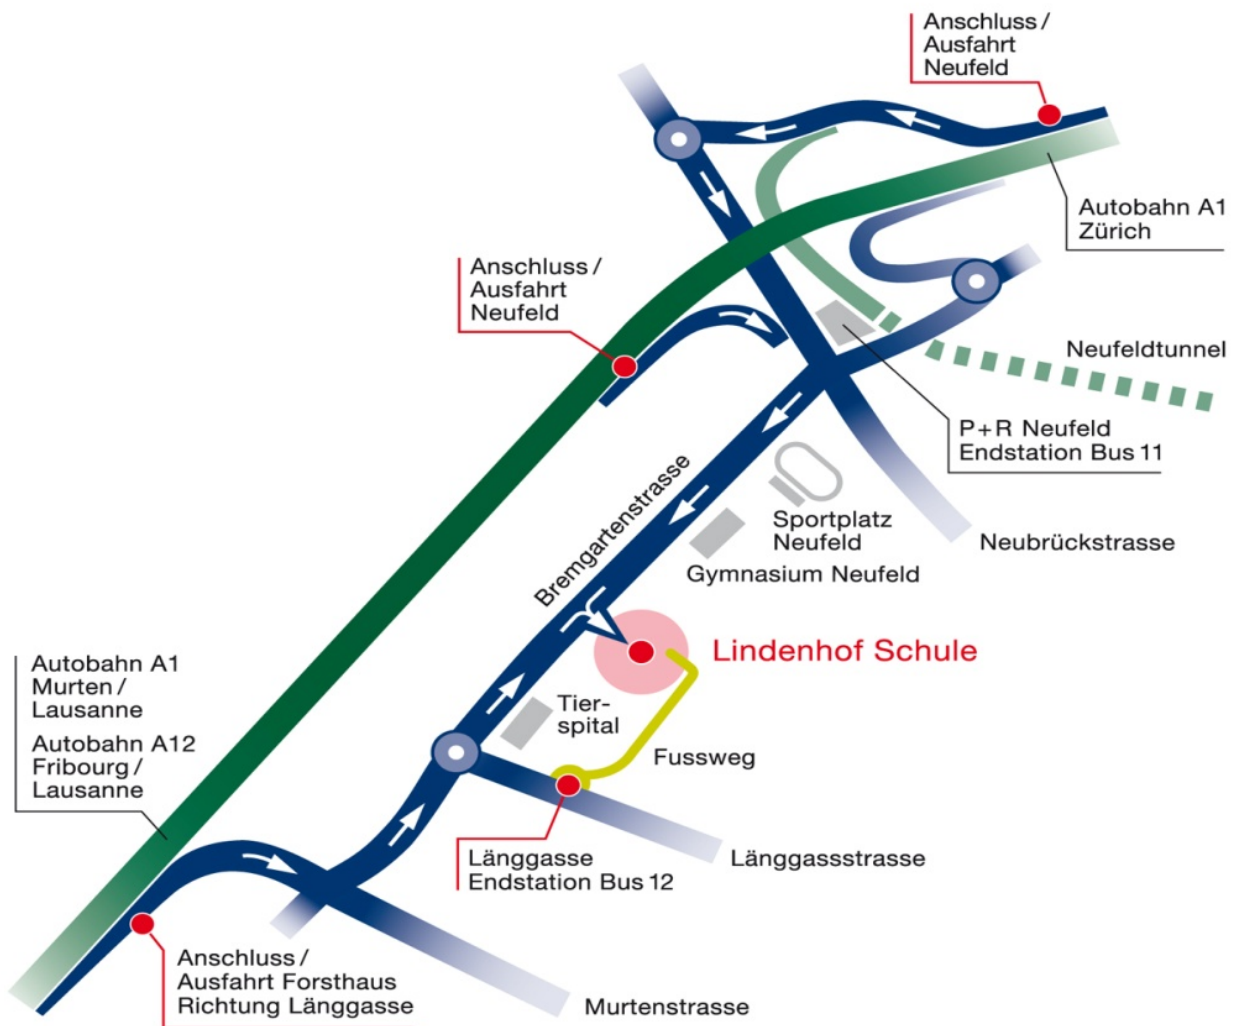 Anschluss /
Ausfahrt
Neufeld
Autobahn A1
Zürich
Anschluss /
Ausfahrt
Neufeld
Neufeldtunnel
P+R Neufeld
Endstation Bus 11
Bremgartenstrasse
Sportplatz
Neufeld
Neubrückstrasse
Gymnasium Neufeld
Lindenhof Schule
Autobahn A1
Murten /
Lausanne
Autobahn A12
Fribourg /
Lausanne
Tier-
spital
Fussweg
Länggasse
Endstation Bus 12
Länggassstrasse
Anschluss /
Ausfahrt Forsthaus
Richtung Länggasse
Murtenstrasse